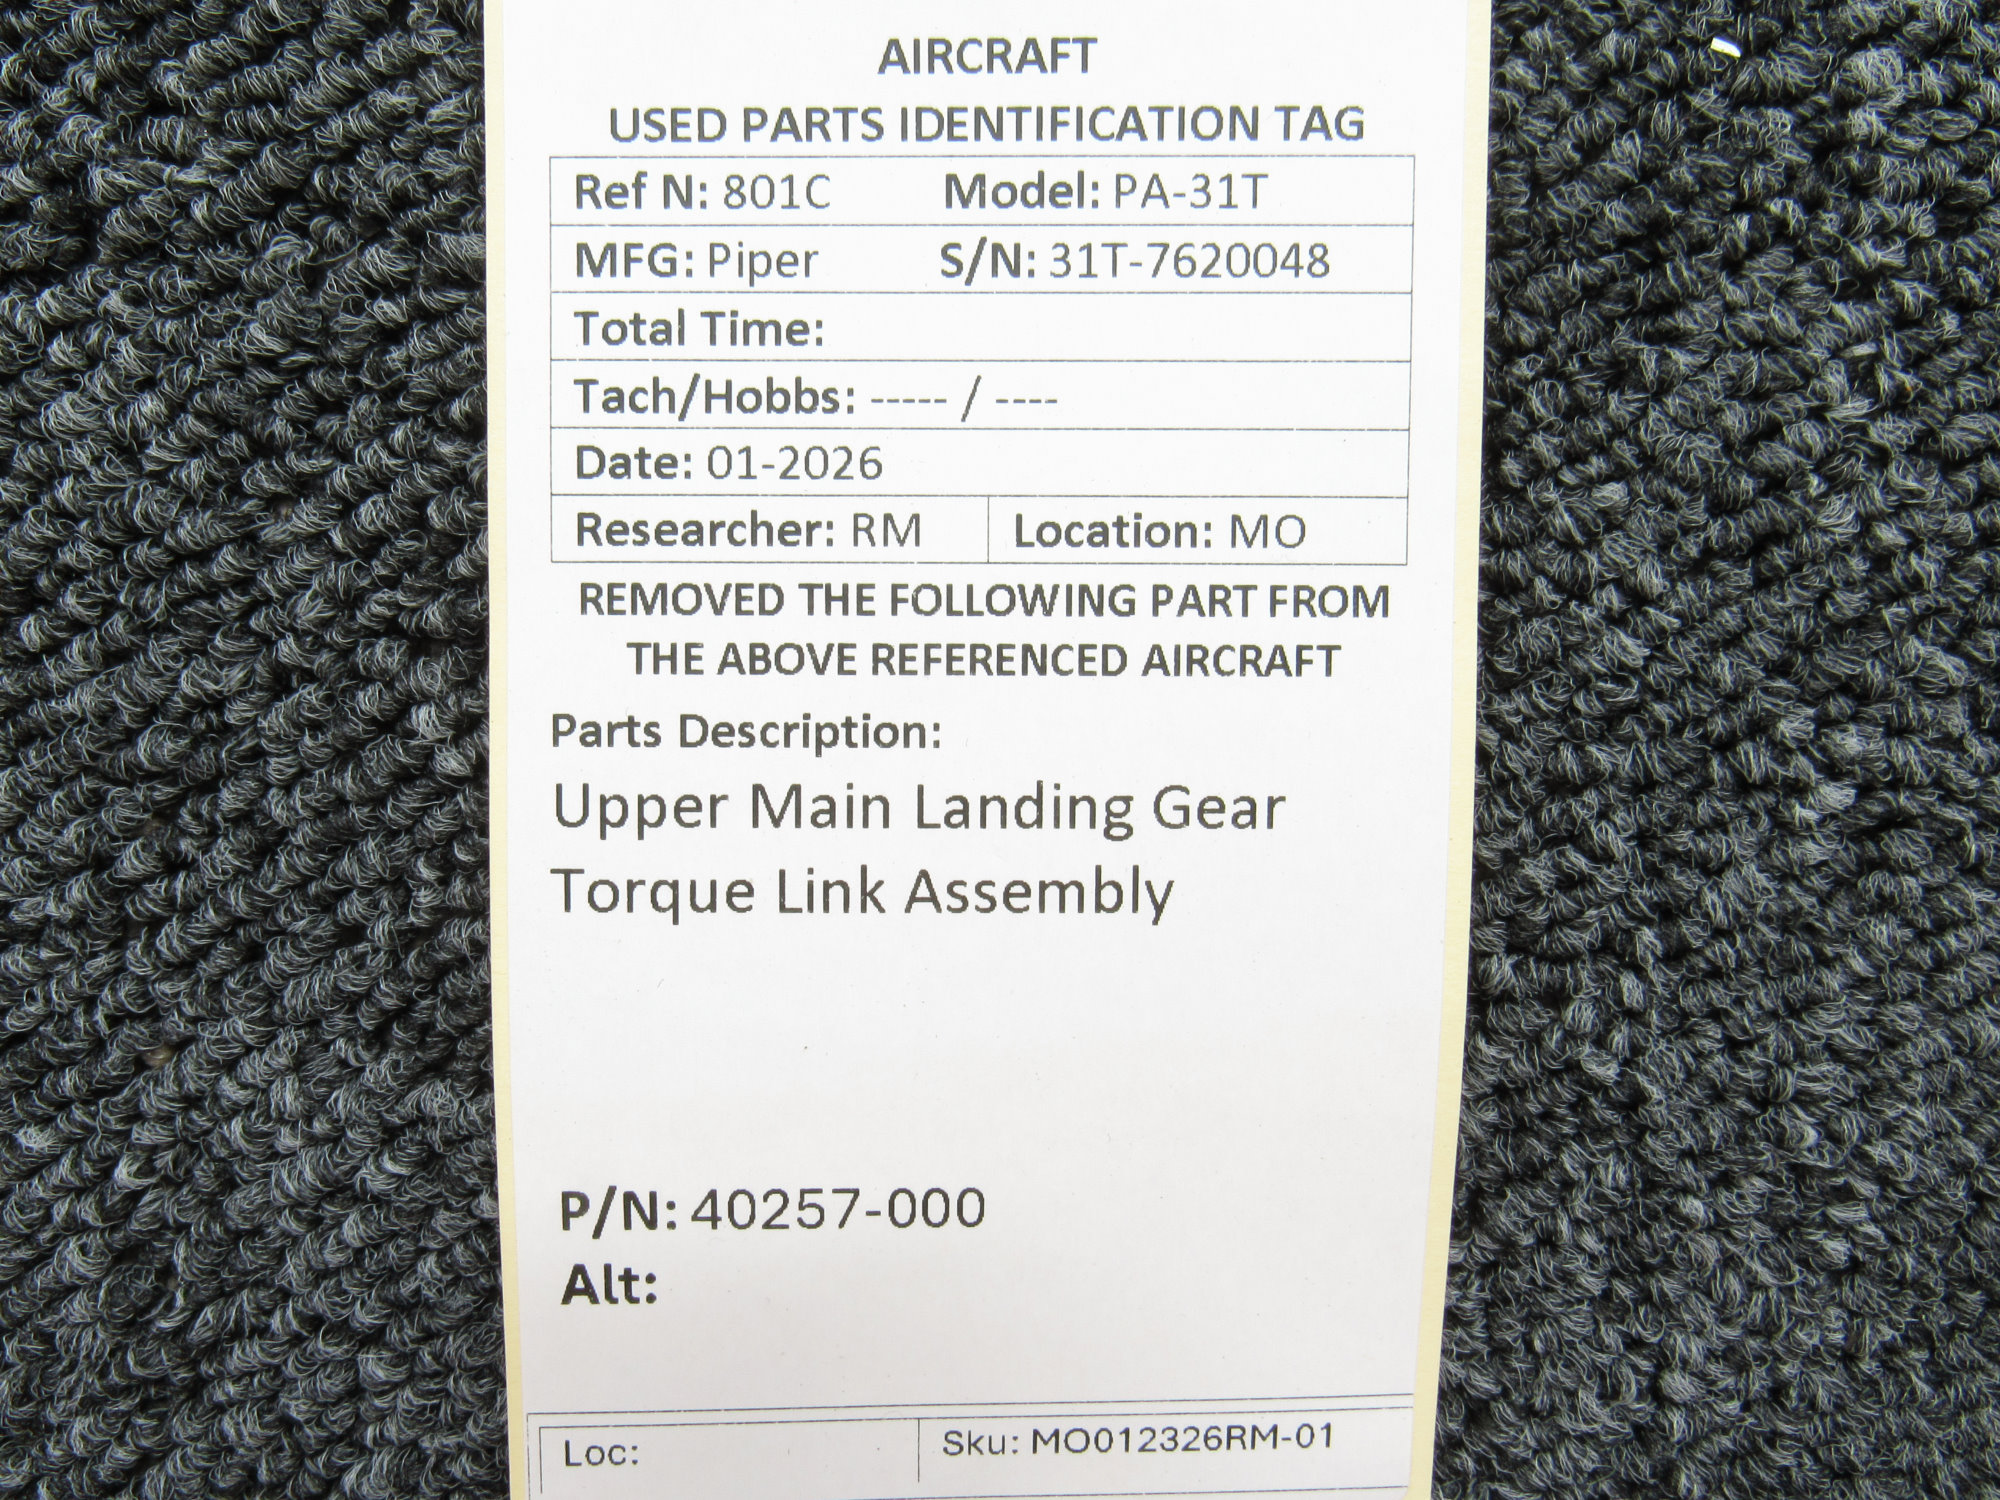 AIRCRAFT
USED PARTS IDENTIFICATION TAG
Ref N: 801C Model: PA-31T
MFG: Piper S/N: 31T-7620048
Total Time:
Tach/Hobbs: ----- / ----
Date: 01-2026
Researcher: RM Location: MO
REMOVED THE FOLLOWING PART FROM
THE ABOVE REFERENCED AIRCRAFT
Parts Description:
Upper Main Landing Gear
Torque Link Assembly
P/N: 40257-000
Alt:
Loc: Sku: MO012326RM-01